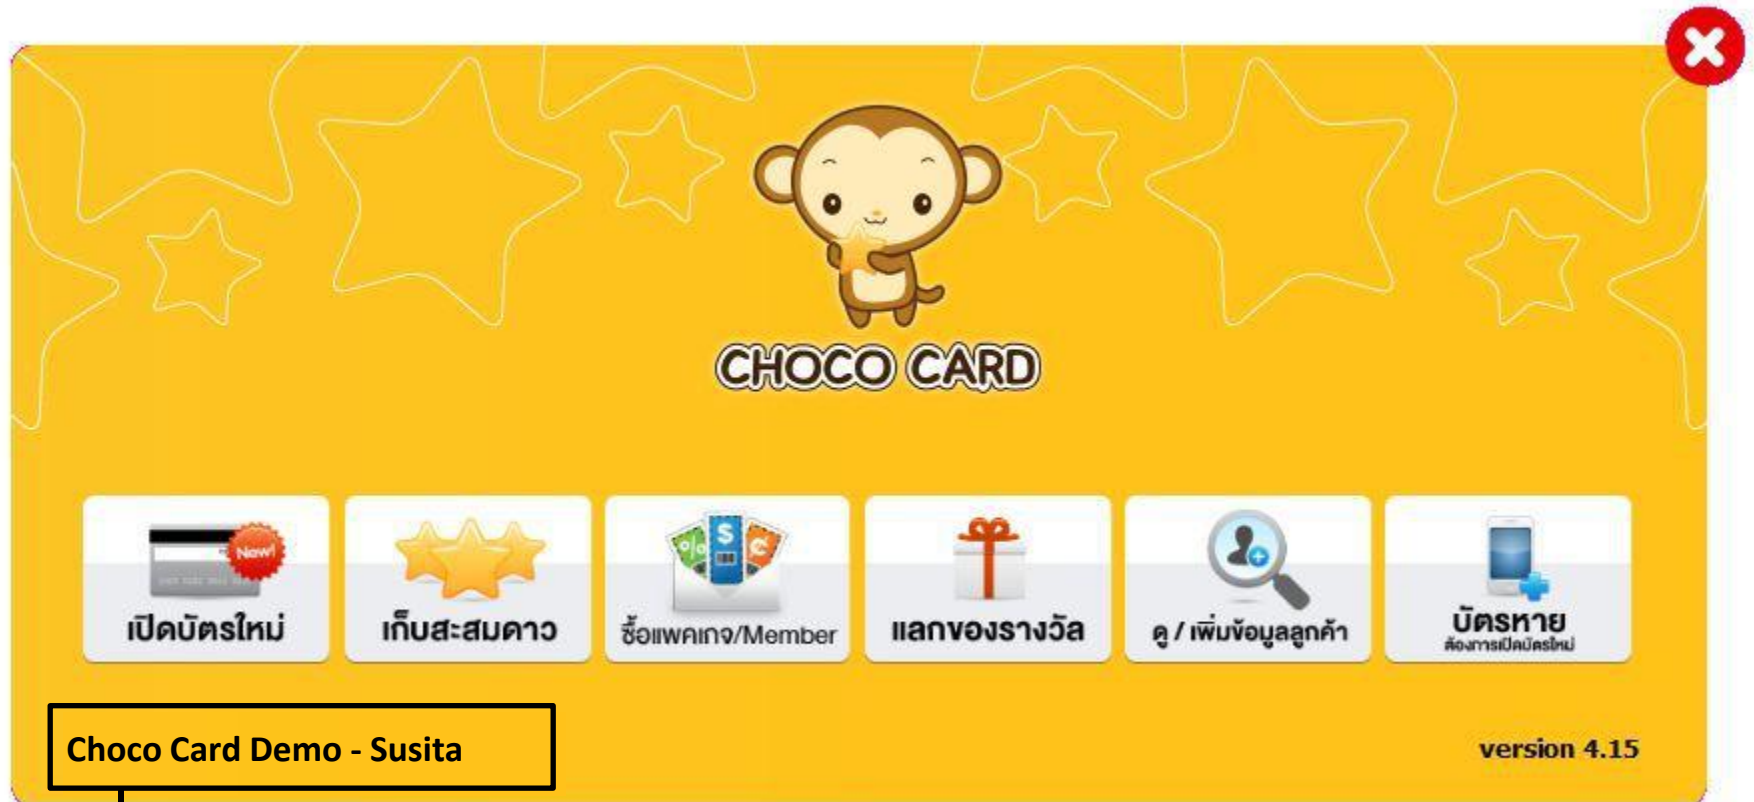 CHOCO CARD
New!
เปิดบัตรใหม่
เก็บสะสมดาว
ซื้อแพคเกจ/Member
แลกของรางวัล
ดู / เพิ่มข้อมูลลูกค้า
บัตรหาย
ต้องการเปิดบัตรใหม่
Choco Card Demo - Susita
version 4.15